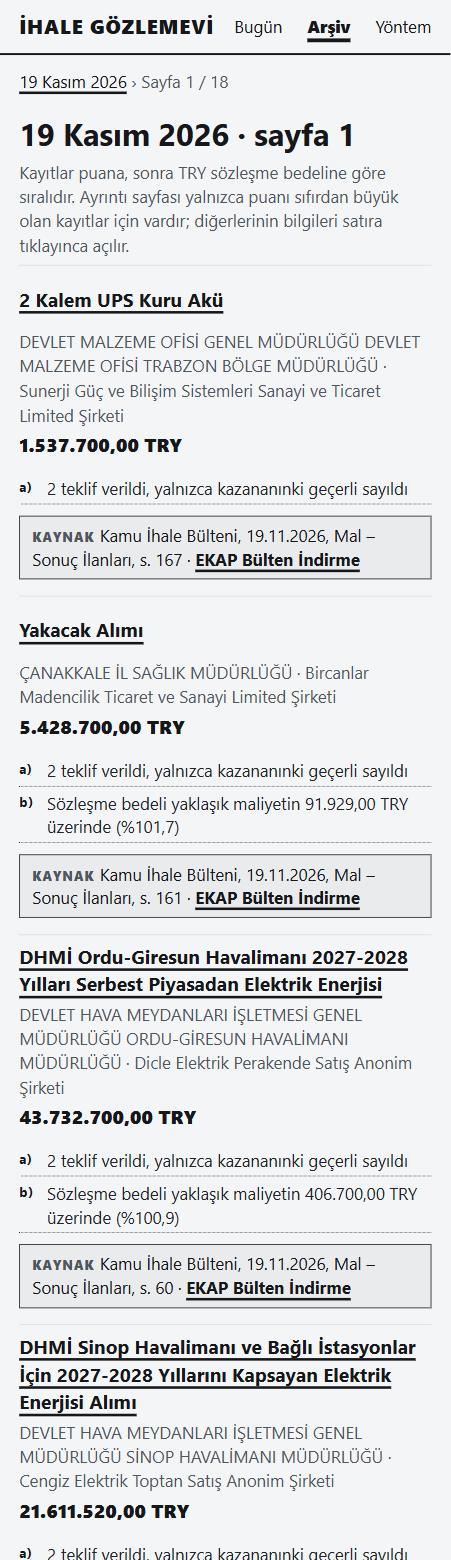 İHALE GÖZLEMEVİ Bugün Arşiv Yöntem
19 Kasım 2026 › Sayfa 1 / 18
19 Kasım 2026 · sayfa 1
Kayıtlar puana, sonra TRY sözleşme bedeline göre
sıralıdır. Ayrıntı sayfası yalnızca puanı sıfırdan büyük
olan kayıtlar için vardır; diğerlerinin bilgileri satıra
tıklayınca açılır.
2 Kalem UPS Kuru Akü
DEVLET MALZEME OFİSİ GENEL MÜDÜRLÜĞÜ DEVLET
MALZEME OFİSİ TRABZON BÖLGE MÜDÜRLÜĞÜ ·
Sunerji Güç ve Bilişim Sistemleri Sanayi ve Ticaret
Limited Şirketi
1.537.700,00 TRY
a) 2 teklif verildi, yalnızca kazananınki geçerli sayıldı
KAYNAK Kamu İhale Bülteni, 19.11.2026, Mal –
Sonuç İlanları, s. 167 · EKAP Bülten İndirme
Yakacak Alımı
ÇANAKKALE İL SAĞLIK MÜDÜRLÜĞÜ · Bircanlar
Madencilik Ticaret ve Sanayi Limited Şirketi
5.428.700,00 TRY
a) 2 teklif verildi, yalnızca kazananınki geçerli sayıldı
b) Sözleşme bedeli yaklaşık maliyetin 91.929,00 TRY
üzerinde (%101,7)
KAYNAK Kamu İhale Bülteni, 19.11.2026, Mal –
Sonuç İlanları, s. 161 · EKAP Bülten İndirme
DHMİ Ordu-Giresun Havalimanı 2027-2028
Yılları Serbest Piyasadan Elektrik Enerjisi
DEVLET HAVA MEYDANLARI İŞLETMESİ GENEL
MÜDÜRLÜĞÜ ORDU-GİRESUN HAVALİMANI
MÜDÜRLÜĞÜ · Dicle Elektrik Perakende Satış Anonim
Şirketi
43.732.700,00 TRY
a) 2 teklif verildi, yalnızca kazananınki geçerli sayıldı
b) Sözleşme bedeli yaklaşık maliyetin 406.700,00 TRY
üzerinde (%100,9)
KAYNAK Kamu İhale Bülteni, 19.11.2026, Mal –
Sonuç İlanları, s. 60 · EKAP Bülten İndirme
DHMİ Sinop Havalimanı ve Bağlı İstasyonlar
İçin 2027-2028 Yıllarını Kapsayan Elektrik
Enerjisi Alımı
DEVLET HAVA MEYDANLARI İŞLETMESİ GENEL
MÜDÜRLÜĞÜ SİNOP HAVALİMANI MÜDÜRLÜĞÜ ·
Cengiz Elektrik Toptan Satış Anonim Şirketi
21.611.520,00 TRY
a) 2 teklif verildi, yalnızca kazananınki geçerli sayıldı